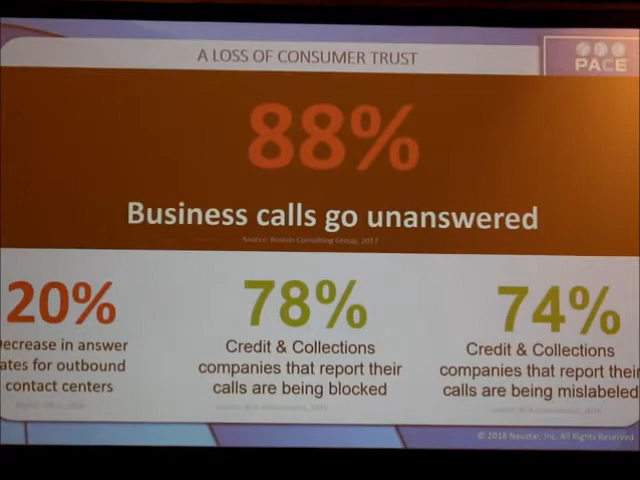 A LOSS OF CONSUMER TRUST
PACE
88%
Business calls go unanswered
Source: Boston Consulting Group, 2017
20%
ecrease in answer
ates for outbound
contact centers
78%
Credit & Collections
companies that report their
calls are being blocked
74%
Credit & Collections
companies that report their
calls are being mislabeled
© 2018 Neustar, Inc. All Rights Reserved